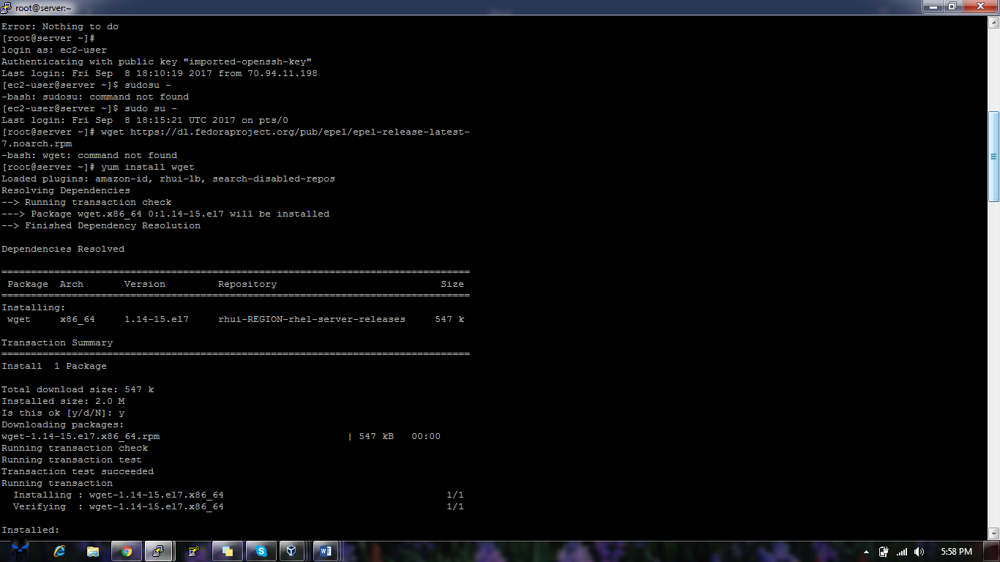 root@server:~
Error: Nothing to do
[root@server ~]#
login as: ec2-user
Authenticating with public key "imported-openssh-key"
Last login: Fri Sep  8 18:10:19 2017 from 70.94.11.198
[ec2-user@server ~]$ sudosu -
-bash: sudosu: command not found
[ec2-user@server ~]$ sudo su -
Last login: Fri Sep  8 18:15:21 UTC 2017 on pts/0
[root@server ~]# wget https://dl.fedoraproject.org/pub/epel/epel-release-latest-
7.noarch.rpm
-bash: wget: command not found
[root@server ~]# yum install wget
Loaded plugins: amazon-id, rhui-lb, search-disabled-repos
Resolving Dependencies
--> Running transaction check
---> Package wget.x86_64 0:1.14-15.el7 will be installed
--> Finished Dependency Resolution
Dependencies Resolved
================================================================================
Package  Arch       Version         Repository                            Size
================================================================================
Installing:
wget     x86_64     1.14-15.el7     rhui-REGION-rhel-server-releases     547 k
Transaction Summary
================================================================================
Install  1 Package
Total download size: 547 k
Installed size: 2.0 M
Is this ok [y/d/N]: y
Downloading packages:
wget-1.14-15.el7.x86_64.rpm                                | 547 kB   00:00
Running transaction check
Running transaction test
Transaction test succeeded
Running transaction
  Installing : wget-1.14-15.el7.x86_64                                      1/1
  Verifying  : wget-1.14-15.el7.x86_64                                      1/1
Installed:
5:58 PM